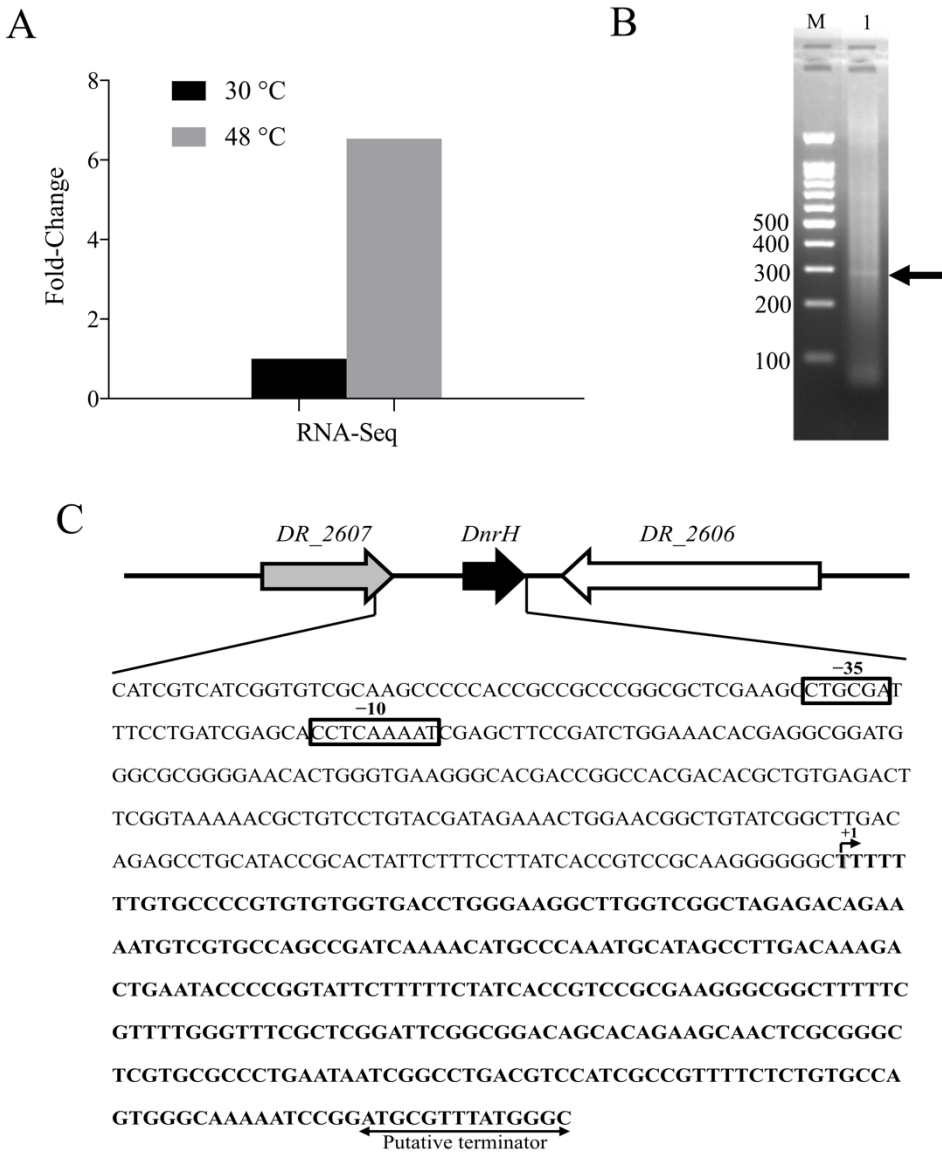 A
8
6
4
2
0
Fold-Change
30 °C
48 °C
RNA-Seq
B
M 1
500
400
300
200
100
C
DR_2607 DnrH DR_2606
−35
CATCGTCATCGGTGTCGCAAGCCCCCACCGCCGCCCGGCGCTCGAAGCCTGCGAT
−10
TTCCTGATCGAGCACCTCAAAATCGAGCTTCCGATCTGGAAACACGAGGCGGATG
GGCGCGGGGAACACTGGGTGAAGGGCACGACCGGCCACGACACGCTGTGAGACT
TCGGTAAAAACGCTGTCCTGTACGATAGAAACTGGAACGGCTGTATCGGCTTGAC
+1
AGAGCCTGCATACCGCACTATTCTTTCCTTATCACCGTCCGCAAGGGGGGCTTTTT
TTGTGCCCCGTGTGTGGTGACCTGGGAAGGCTTGGTCGGCTAGAGACAGAA
AATGTCGTGCCAGCCGATCAAAACATGCCCAAATGCATAGCCTTGACAAAGA
CTGAATACCCCGGTATTCTTTTTCTATCACCGTCCGCGAAGGGCGGCTTTTTC
GTTTTGGGTTTCGCTCGGATTCGGCGGACAGCACAGAAGCAACTCGCGGGC
TCGTGCGCCCTGAATAATCGGCCTGACGTCCATCGCCGTTTTCTCTGTGCCA
GTGGGCAAAAATCCGGATGCGTTTATGGGC
Putative terminator